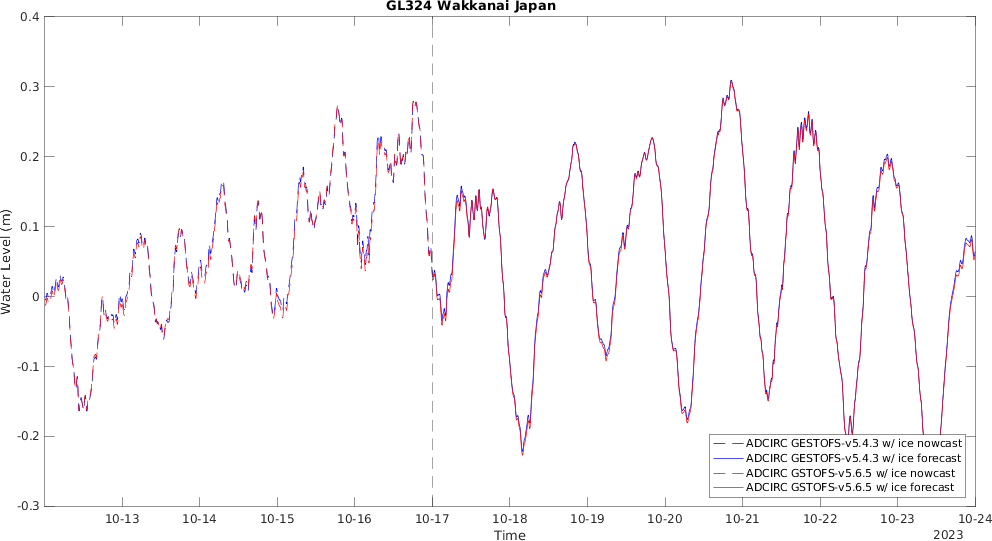 GL324 Wakkanai Japan
Water Level (m)
0.4
0.3
0.2
0.1
0
-0.1
-0.2
-0.3
ADCIRC GESTOFS-v5.4.3 w/ ice nowcast
ADCIRC GESTOFS-v5.4.3 w/ ice forecast
ADCIRC GSTOFS-v5.6.5 w/ ice nowcast
ADCIRC GSTOFS-v5.6.5 w/ ice forecast
10-13 10-14 10-15 10-16 10-17 10-18 10-19 10-20 10-21 10-22 10-23 10-24
Time
2023